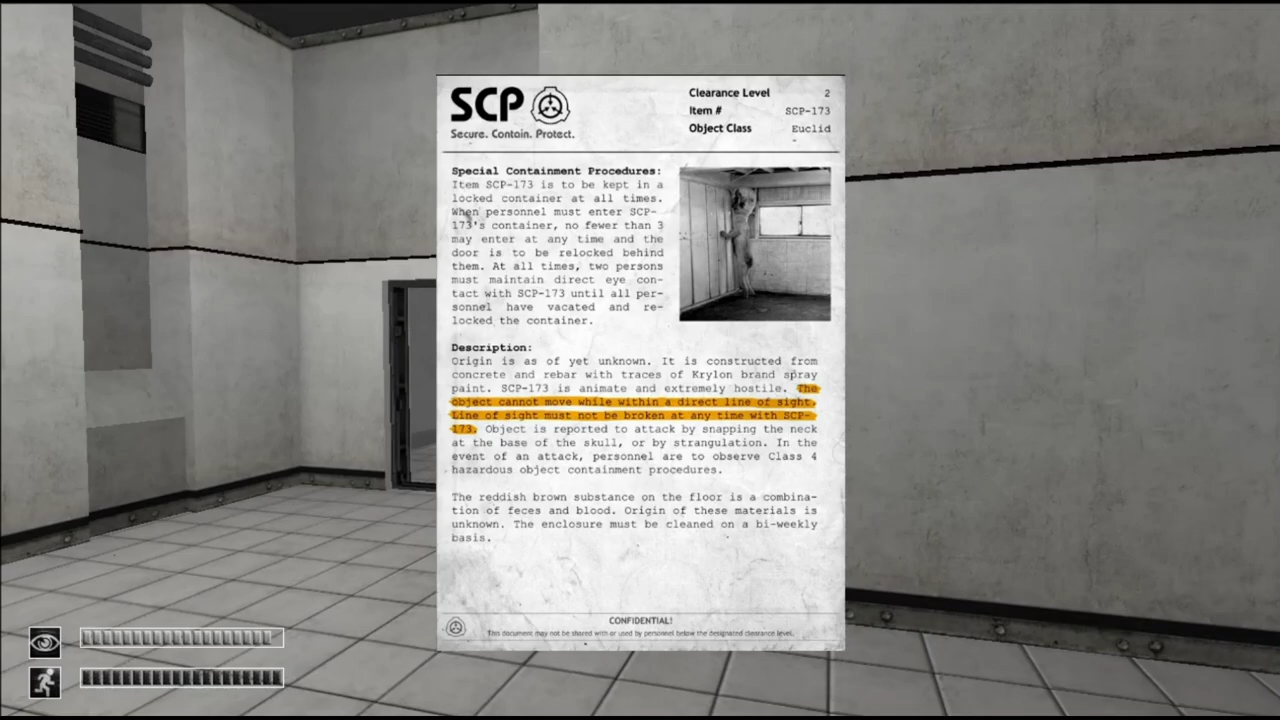 SCP
Secure. Contain. Protect.
Clearance Level 2
Item # SCP-173
Object Class Euclid
Special Containment Procedures:
Item SCP-173 is to be kept in a
locked container at all times.
When personnel must enter SCP-
173's container, no fewer than 3
may enter at any time and the
door is to be relocked behind
them. At all times, two persons
must maintain direct eye con-
tact with SCP-173 until all per-
sonnel have vacated and re-
locked the container.
Description:
Origin is as of yet unknown. It is constructed from
concrete and rebar with traces of Krylon brand spray
paint. SCP-173 is animate and extremely hostile. The
object cannot move while within a direct line of sight.
Line of sight must not be broken at any time with SCP-
173. Object is reported to attack by snapping the neck
at the base of the skull, or by strangulation. In the
event of an attack, personnel are to observe Class 4
hazardous object containment procedures.
The reddish brown substance on the floor is a combina-
tion of feces and blood. Origin of these materials is
unknown. The enclosure must be cleaned on a bi-weekly
basis.
CONFIDENTIAL!
This document may not be shared with or used by personnel below the designated clearance level.